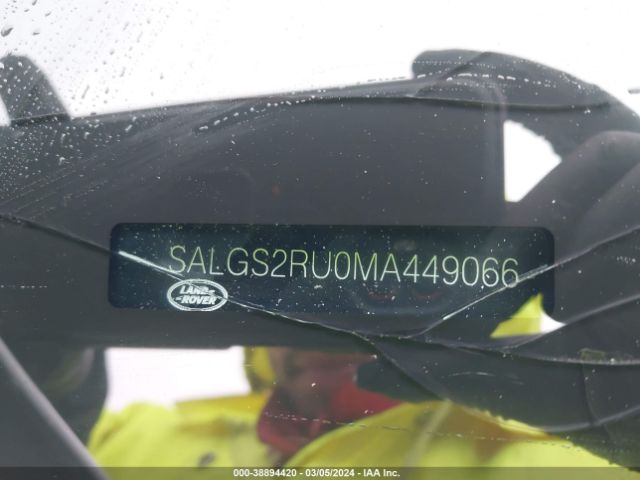 SALGS2RU0MA449066
LAND-
-ROVER
000-38894420 - 03/05/2024 - IAA Inc.